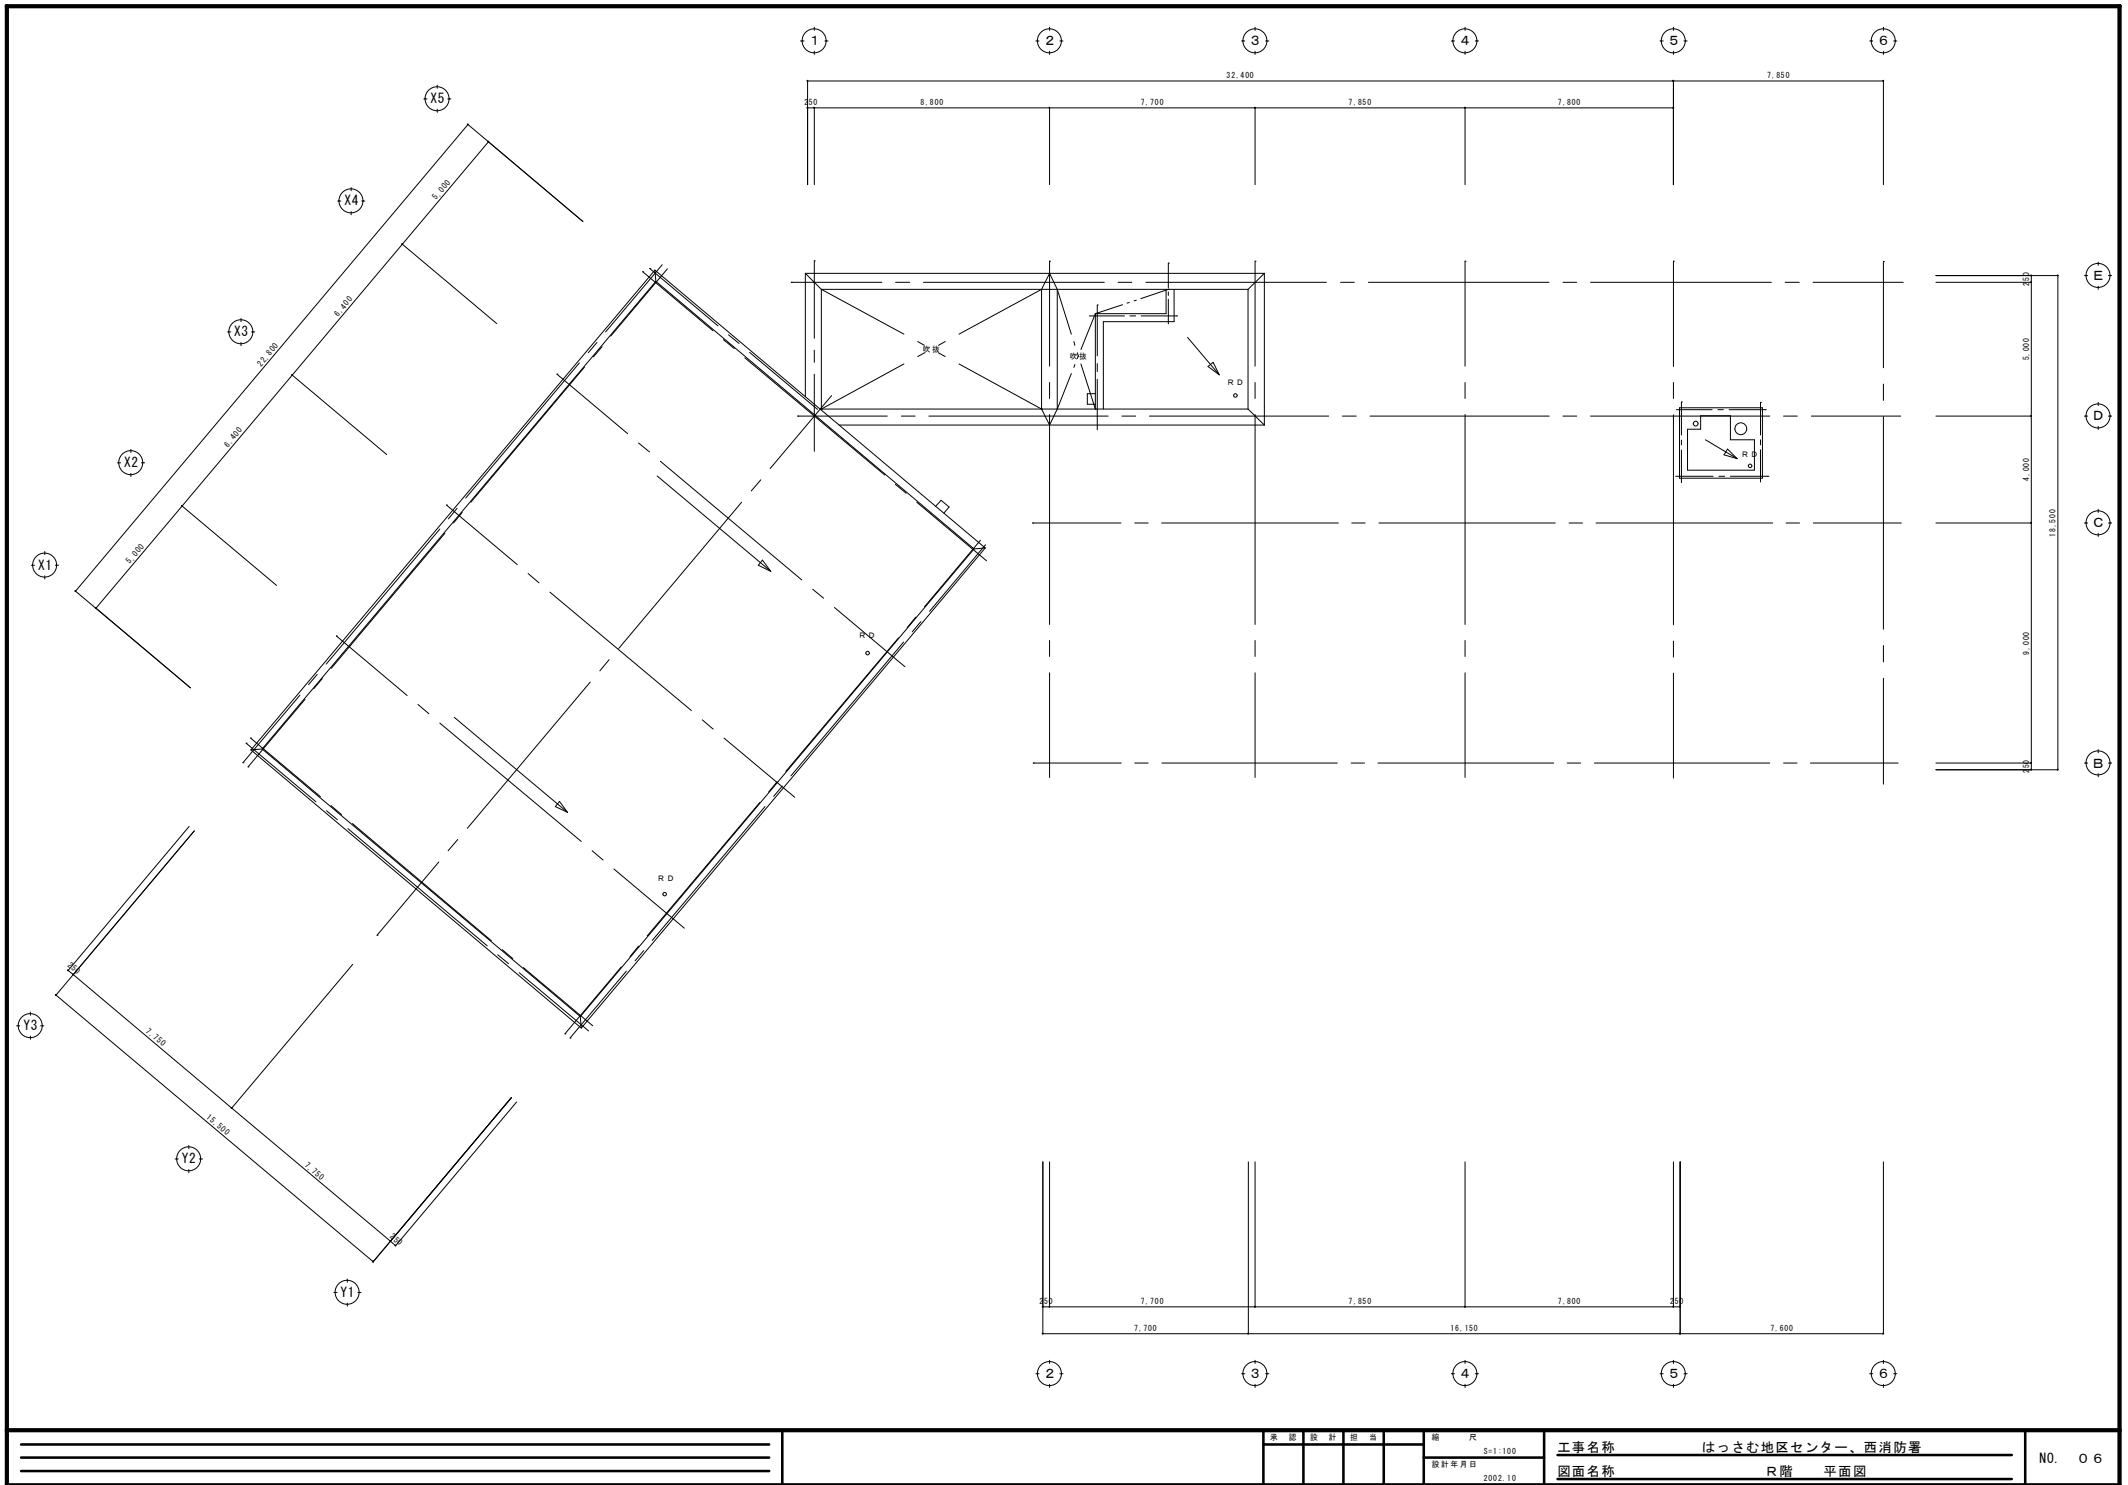 1 2 3 4 5 6
32,400 7,850
250 8,800 7,700 7,850 7,800
X5
X4
X3
X2
X1
5,000
6,400
22,800
6,400
5,000
吹抜
吹抜
RD
RD
RD
RD
E
D
C
B
250
5,000
4,000
18,500
9,000
250
250
7,750
15,500
7,750
250
Y3
Y2
Y1
250 7,700 7,850 7,800 250
7,700 16,150 7,600
2 3 4 5 6
承認 設計 担当
縮尺
S=1:100
設計年月日
2002.10
工事名称 はっさむ地区センター、西消防署
図面名称 R階 平面図
NO. 06